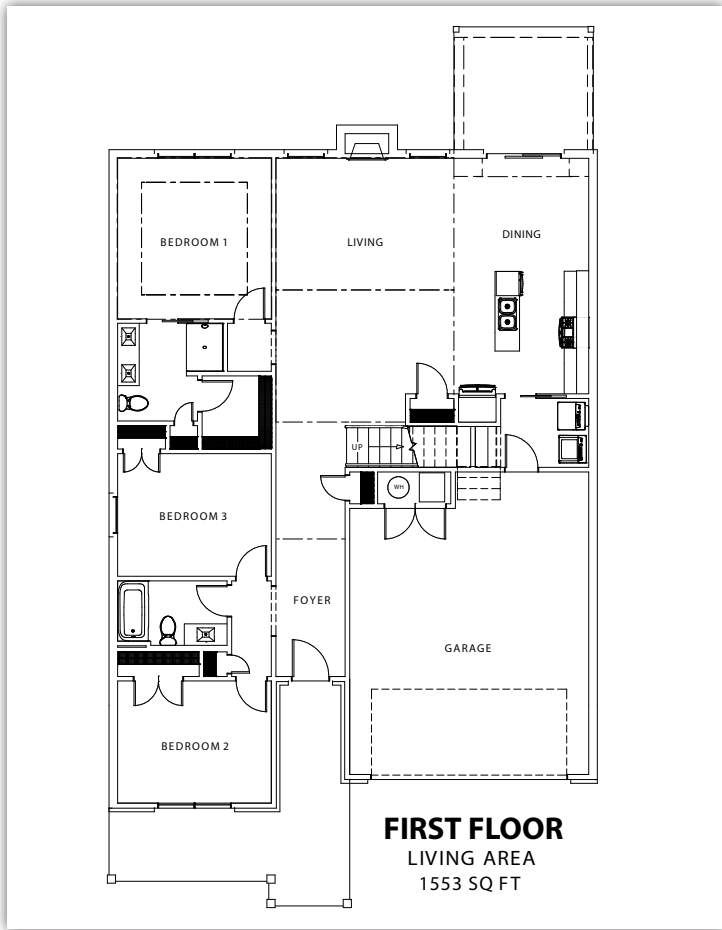 BEDROOM 1
LIVING
DINING
UP
WH
BEDROOM 3
FOYER
GARAGE
BEDROOM 2
FIRST FLOOR
LIVING AREA
1553 SQ FT